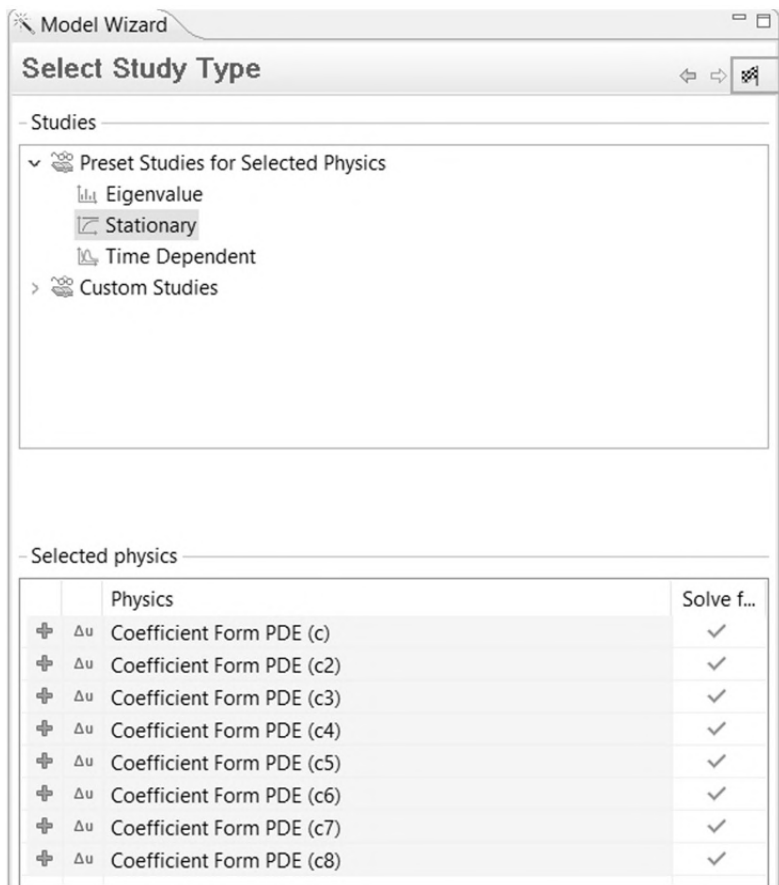 Model Wizard
Select Study Type
Studies
Preset Studies for Selected Physics
Eigenvalue
Stationary
Time Dependent
Custom Studies
Selected physics
Physics Solve f...
Δu Coefficient Form PDE (c)
Δu Coefficient Form PDE (c2)
Δu Coefficient Form PDE (c3)
Δu Coefficient Form PDE (c4)
Δu Coefficient Form PDE (c5)
Δu Coefficient Form PDE (c6)
Δu Coefficient Form PDE (c7)
Δu Coefficient Form PDE (c8)